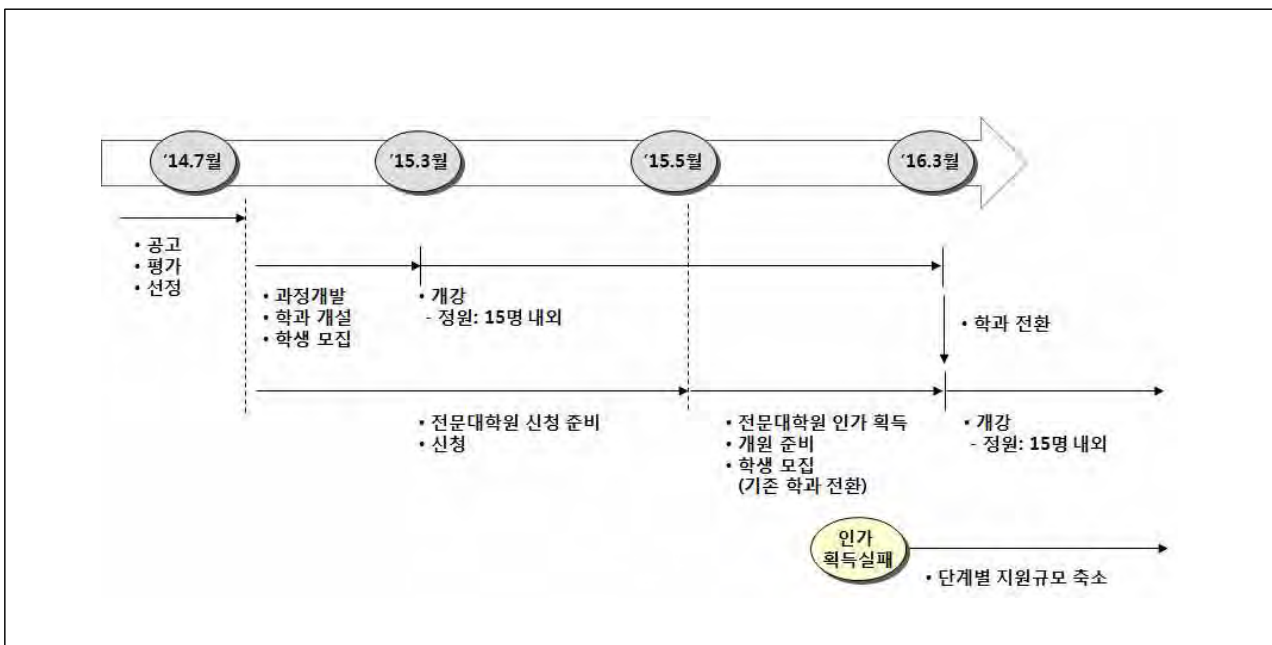 ‘14.7월
‘15.3월
‘15.5월
‘16.3월
• 공고
• 평가
• 선정
• 과정개발
• 학과 개설
• 학생 모집
• 개강
- 정원: 15명 내외
• 학과 전환
• 전문대학원 신청 준비
• 신청
• 전문대학원 인가 획득
• 개원 준비
• 학생 모집
(기존 학과 전환)
• 개강
- 정원: 15명 내외
인가
획득실패
• 단계별 지원규모 축소